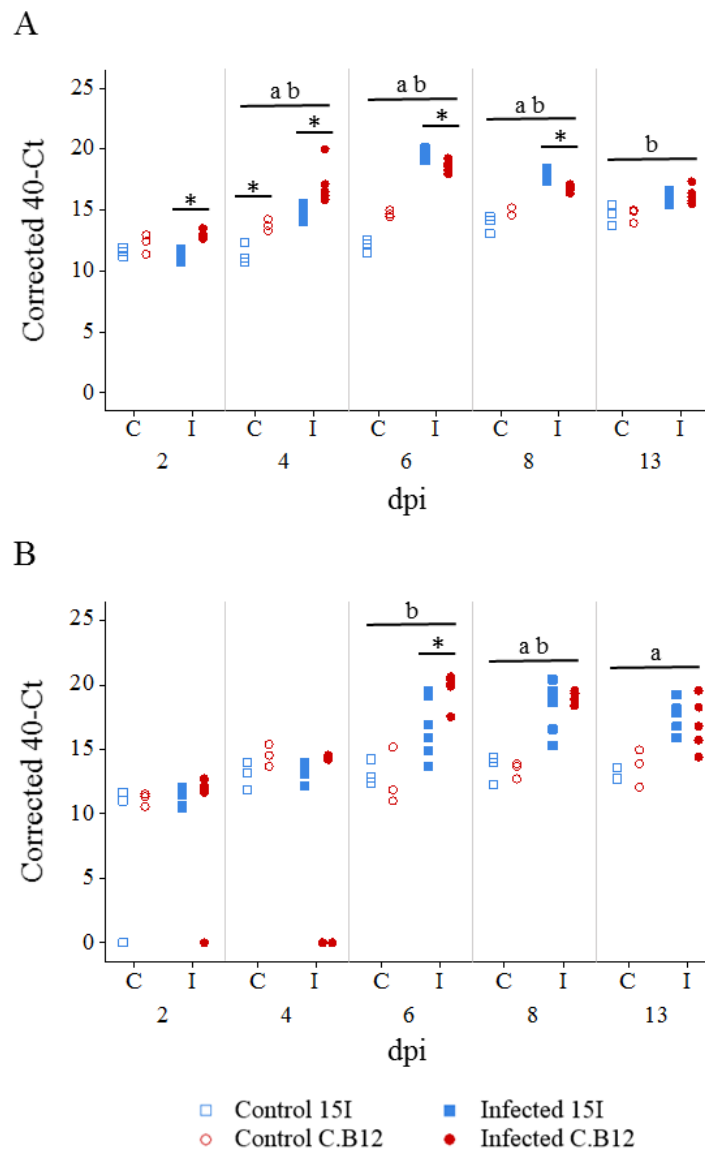 A
a b
a b
a b
b
*
*
*
*
*
25
20
15
10
5
0
Corrected 40-Ct
C I C I C I C I C I
2 4 6 8 13
dpi
B
b
a b
a
*
25
20
15
10
5
0
Corrected 40-Ct
C I C I C I C I C I
2 4 6 8 13
dpi
Control 15I Infected 15I
Control C.B12 Infected C.B12